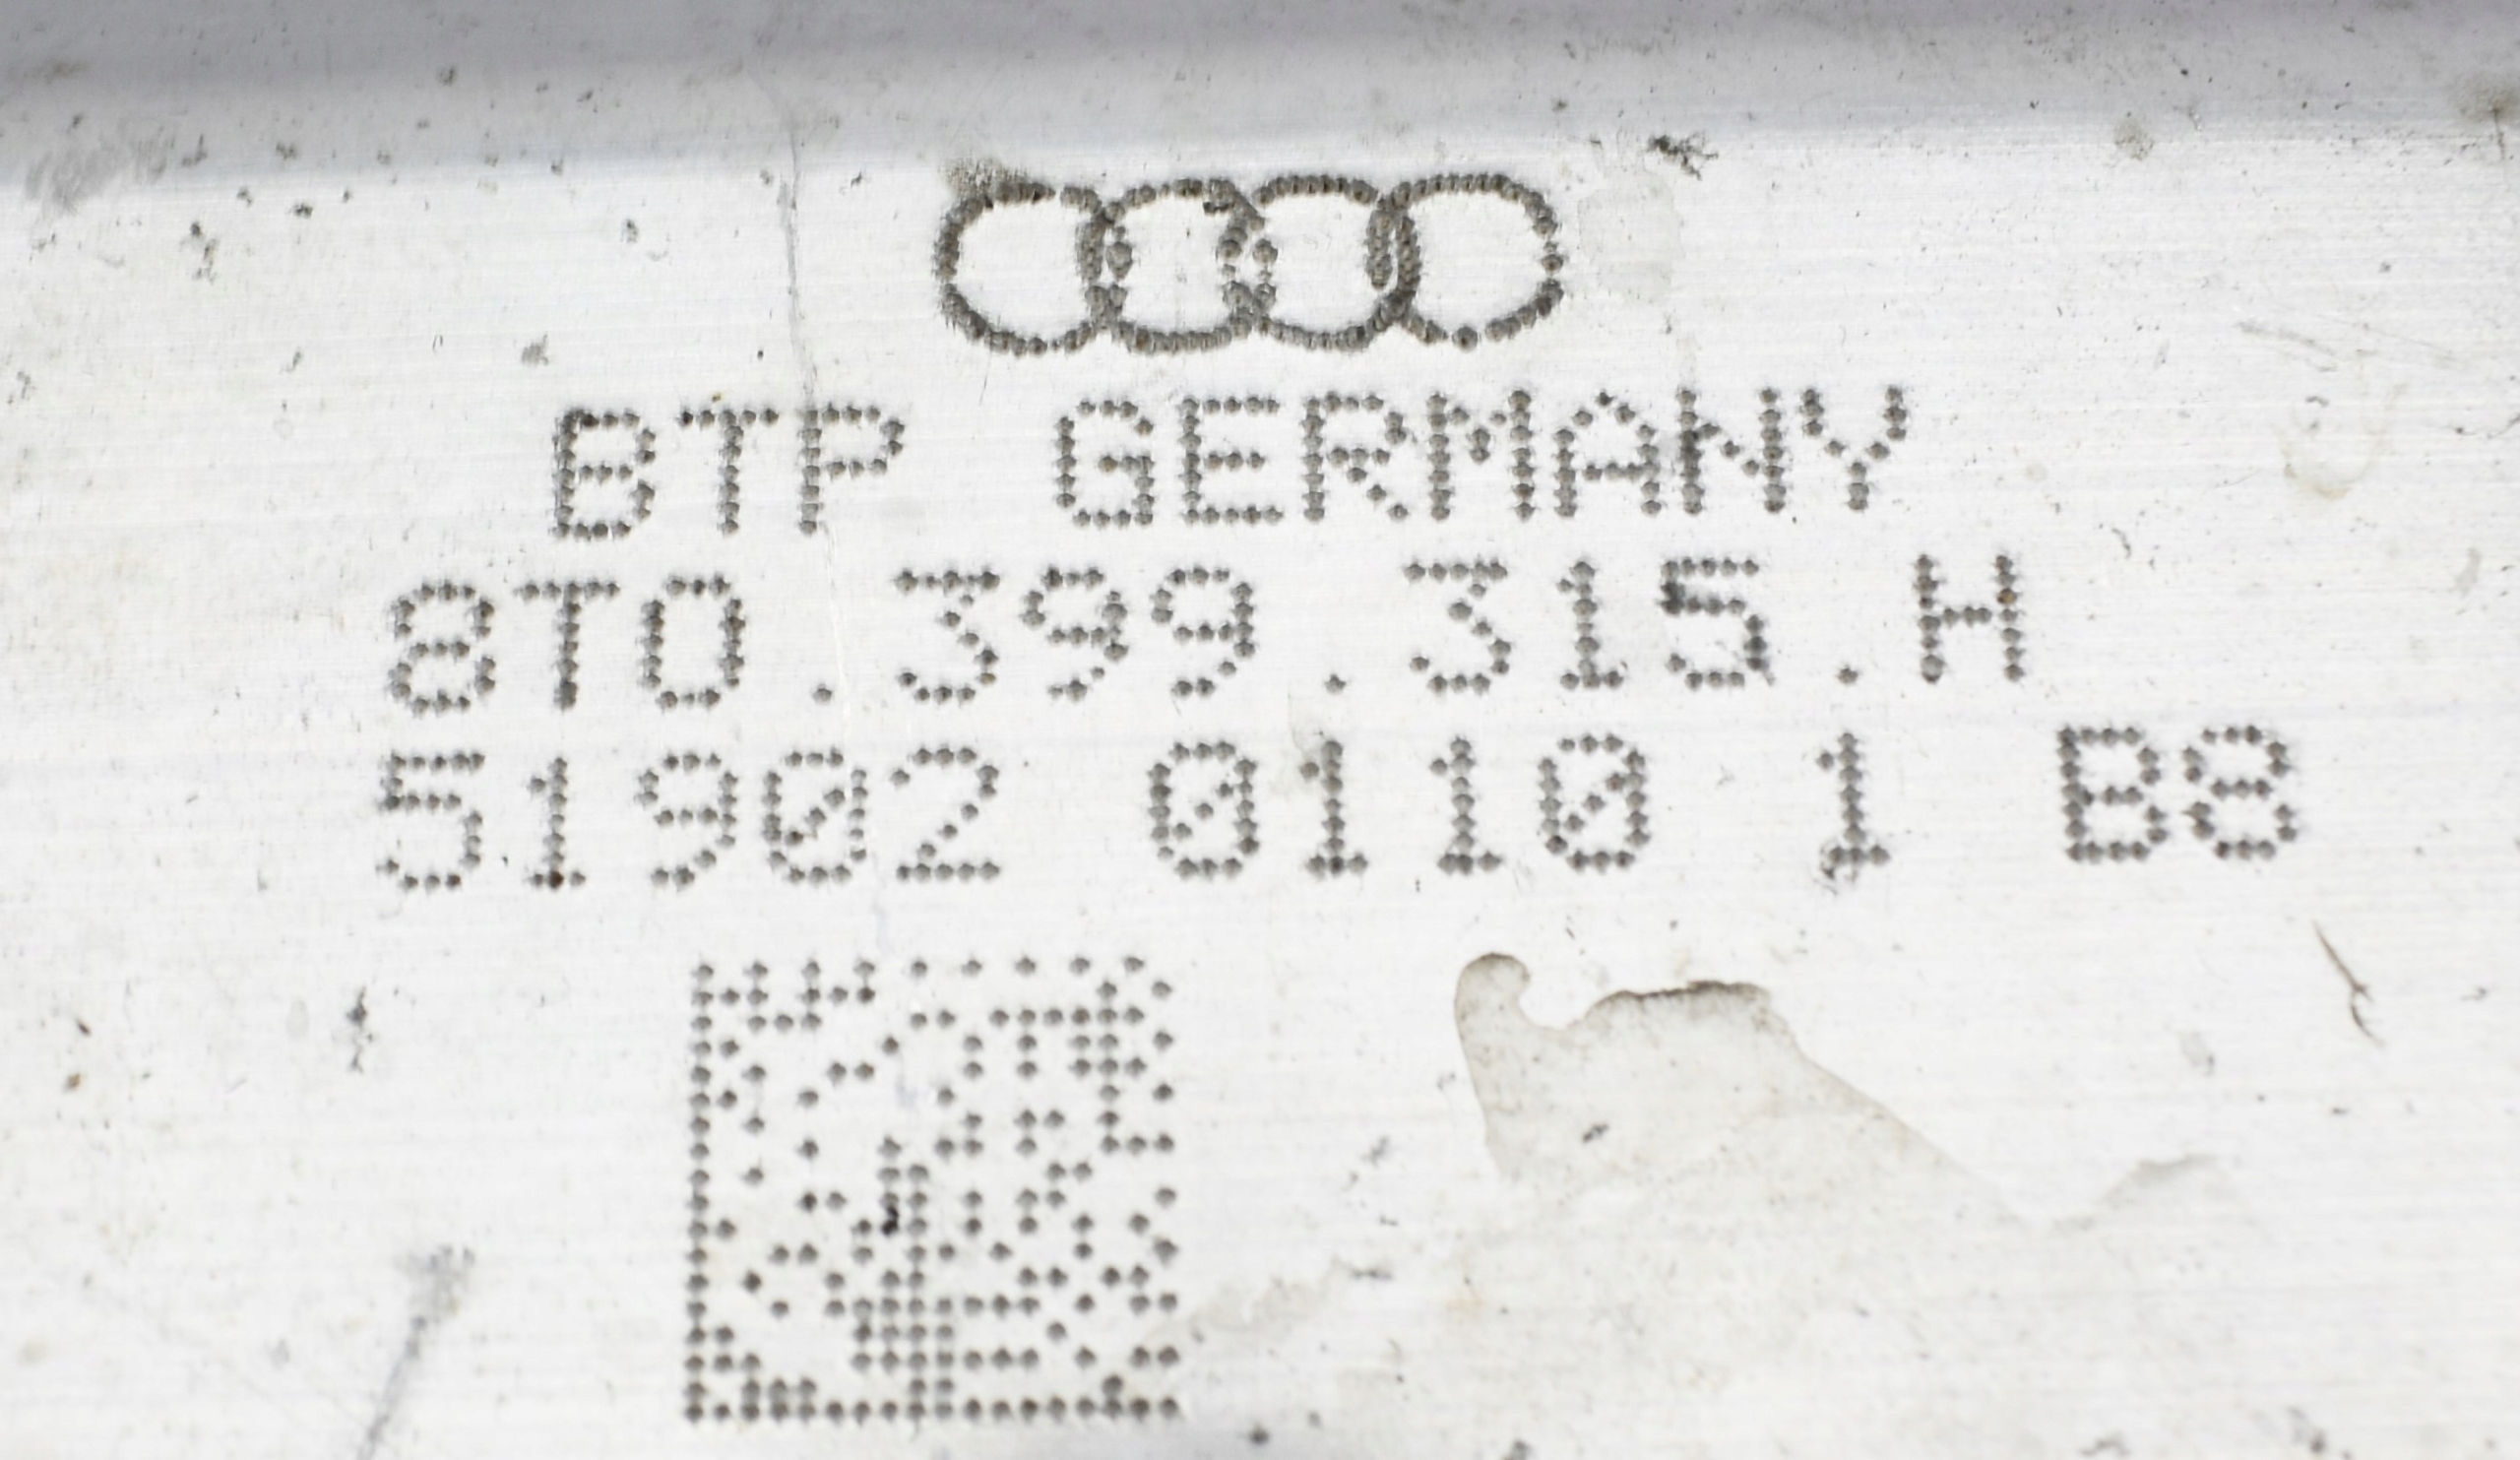 BTP GERMANY
8T0.399.315.H
51902 0110 1 B8